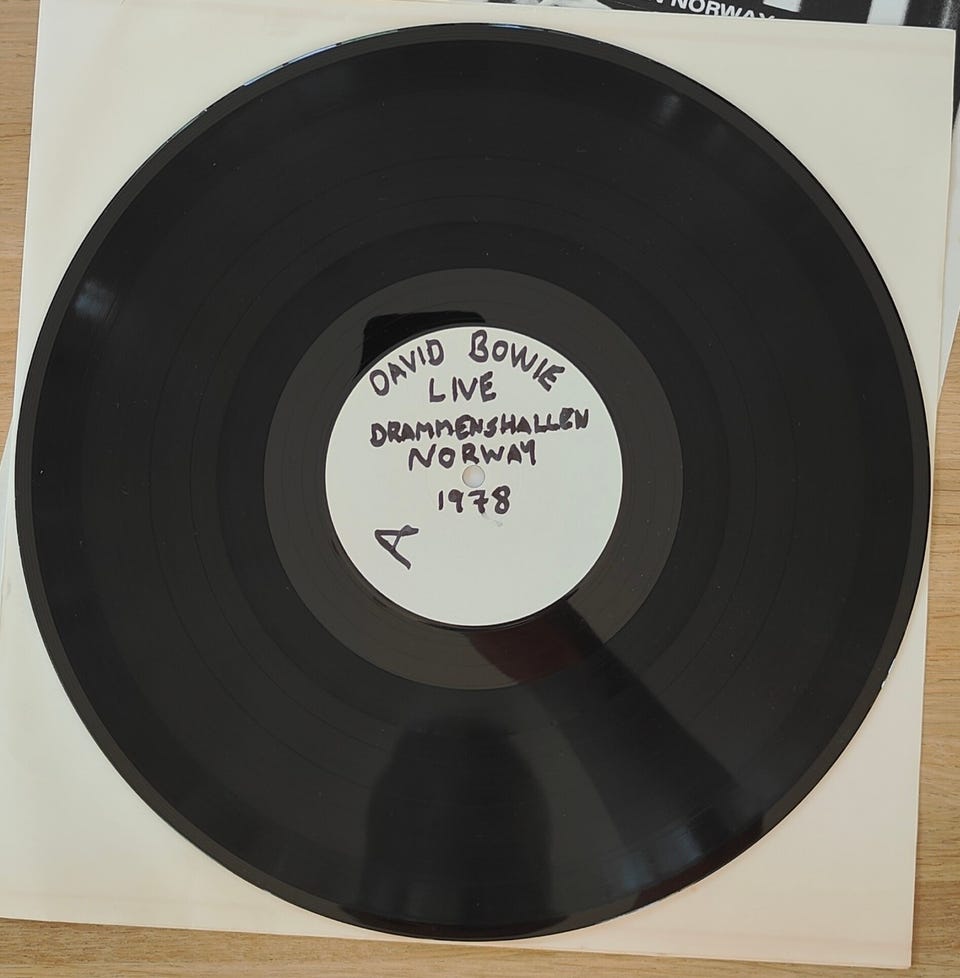 N NORWAY
DAVID BOWIE
LIVE
DRAMMENSHALLEN
NORWAY
1978
A